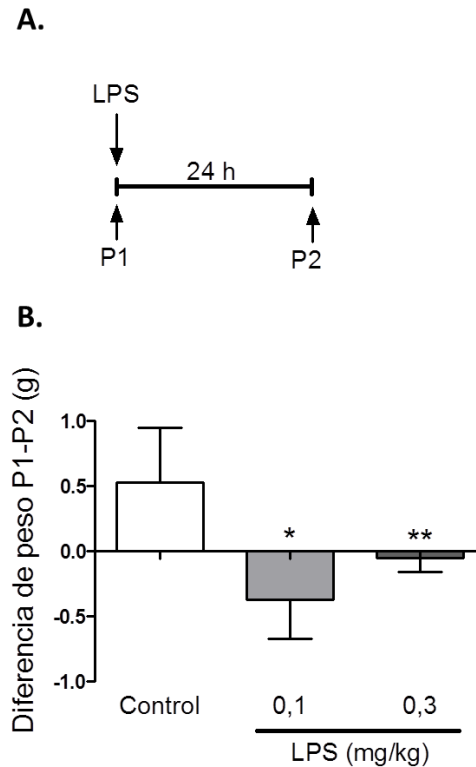 A.
LPS
24 h
P1
P2
B.
Diferencia de peso P1-P2 (g)
1.0
0.5
0.0
-0.5
-1.0
*
**
Control
0,1
0,3
LPS (mg/kg)